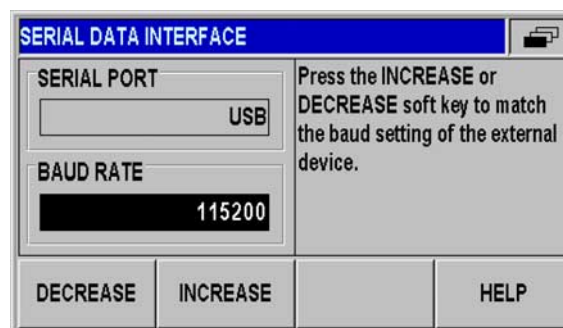 SERIAL DATA INTERFACE
SERIAL PORT
USB
BAUD RATE
115200
Press the INCREASE or
DECREASE soft key to match
the baud setting of the external
device.
DECREASE
INCREASE
HELP